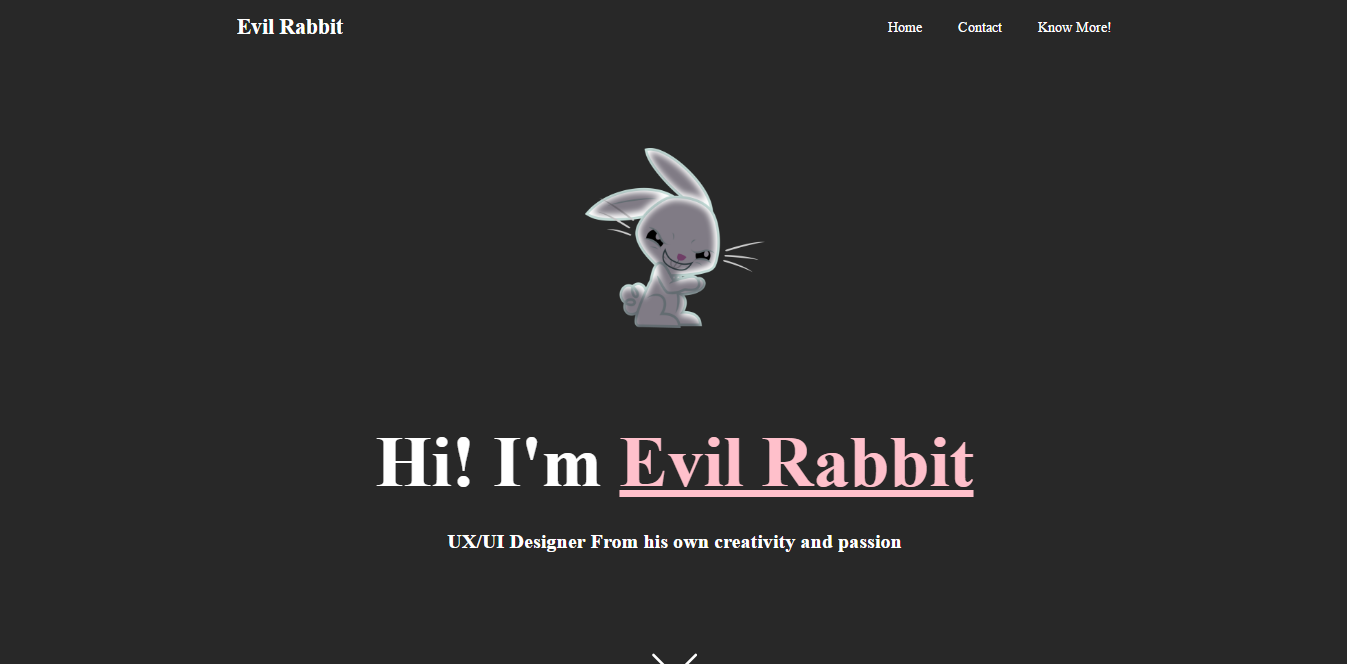 Evil Rabbit
Home Contact Know More!
Hi! I'm Evil Rabbit
UX/UI Designer From his own creativity and passion